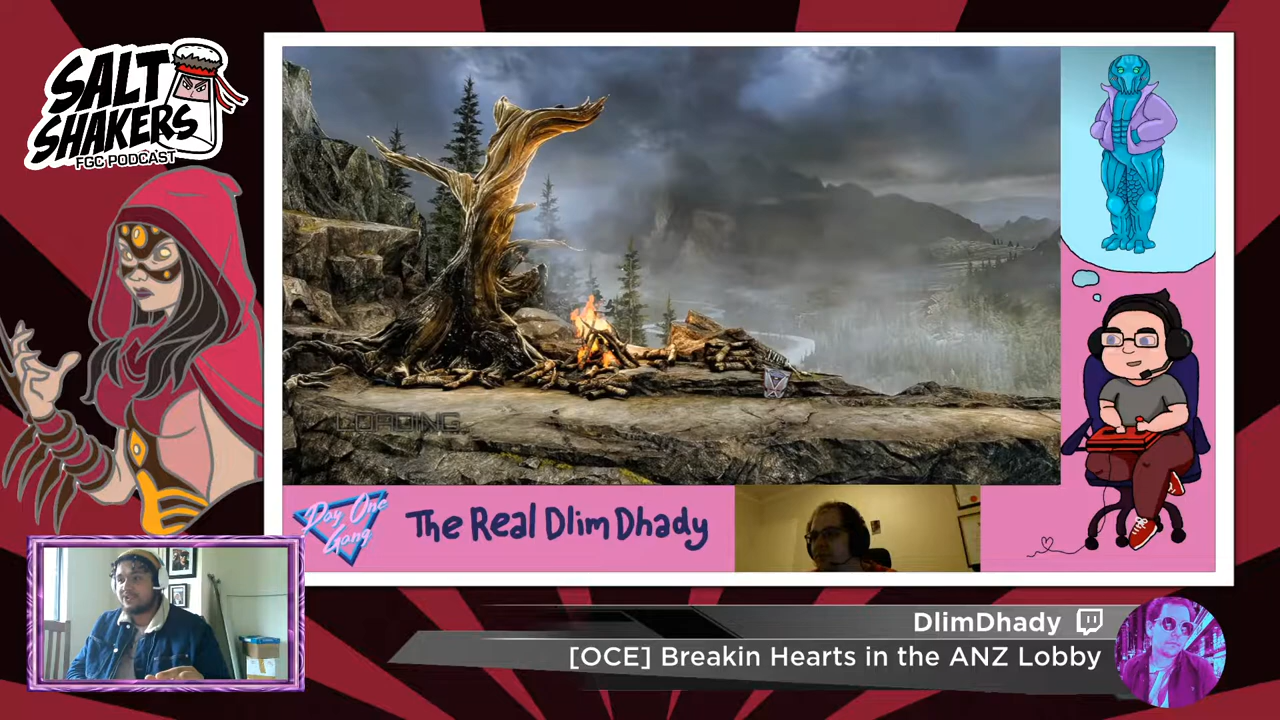 SALT
SHAKERS
FGC PODCAST
LOADING
Day One
Gang
The Real Dlim Dhady
DlimDhady
[OCE] Breakin Hearts in the ANZ Lobby